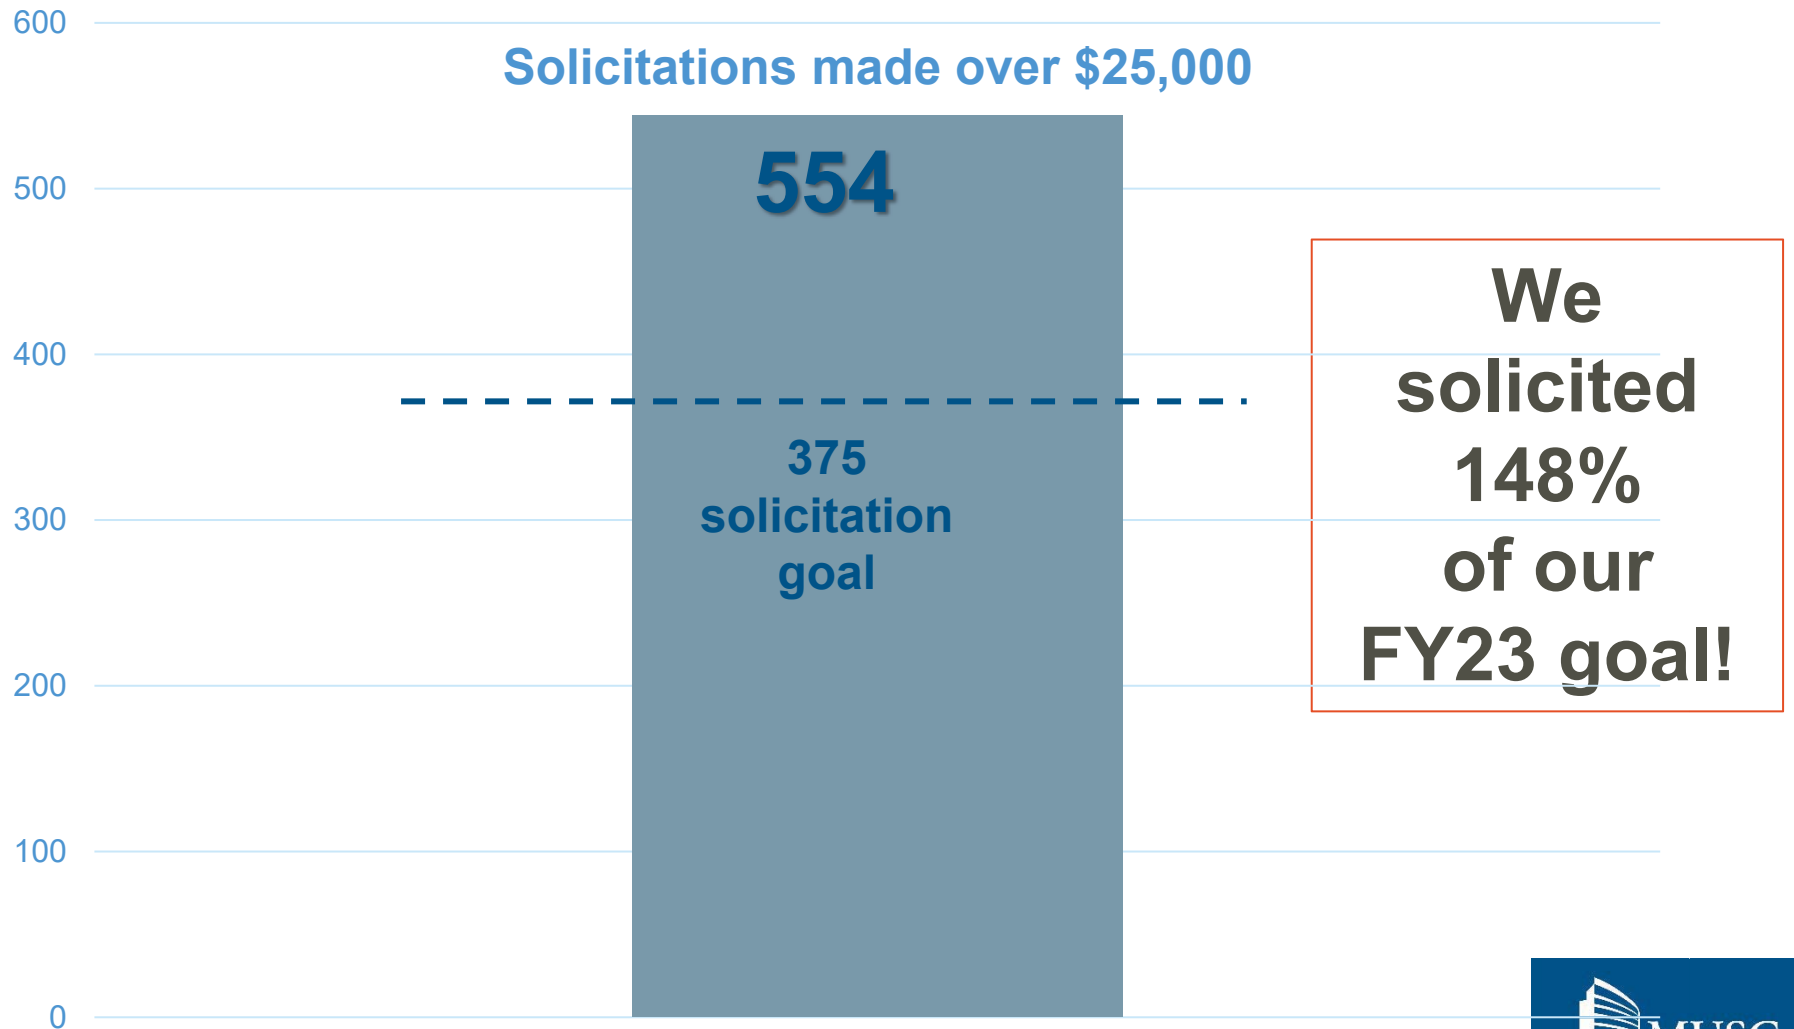 600
Solicitations made over $25,000
554
500
We
solicited
148%
of our
FY23 goal!
400
375
solicitation
goal
300
200
100
0
MUSC